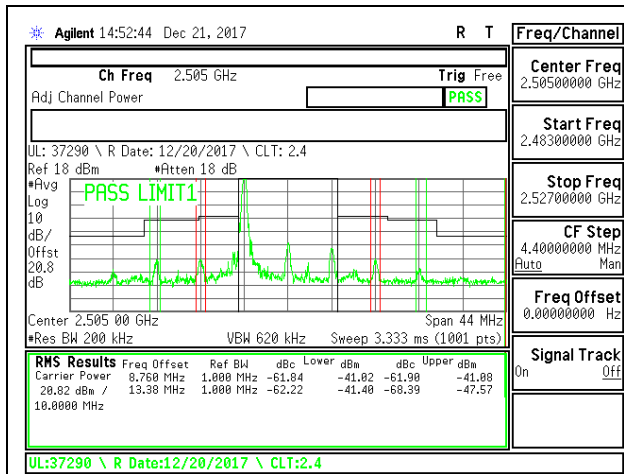 Agilent 14:52:44 Dec 21, 2017 R T
Freq/Channel
Ch Freq 2.505 GHz Trig Free
Adj Channel Power PASS
Center Freq
2.50500000 GHz
Start Freq
2.48300000 GHz
Stop Freq
2.52700000 GHz
CF Step
4.40000000 MHz
Auto Man
Freq Offset
0.00000000 Hz
Signal Track
On Off
UL: 37290 \ R Date: 12/20/2017 \ CLT: 2.4
Ref 18 dBm #Atten 18 dB
#Avg
Log
10
dB/
Offst
20.8
dB
PASS LIMIT1
Center 2.505 00 GHz Span 44 MHz
#Res BW 200 kHz VBW 620 kHz Sweep 3.333 ms (1001 pts)
RMS Results Freq Offset Ref BW dBc Lower dBm dBc Upper dBm
Carrier Power 8.760 MHz 1.000 MHz -61.84 -41.02 -61.90 -41.08
20.82 dBm / 13.38 MHz 1.000 MHz -62.22 -41.40 -68.39 -47.57
10.0000 MHz
UL:37290 \ R Date:12/20/2017 \ CLT:2.4